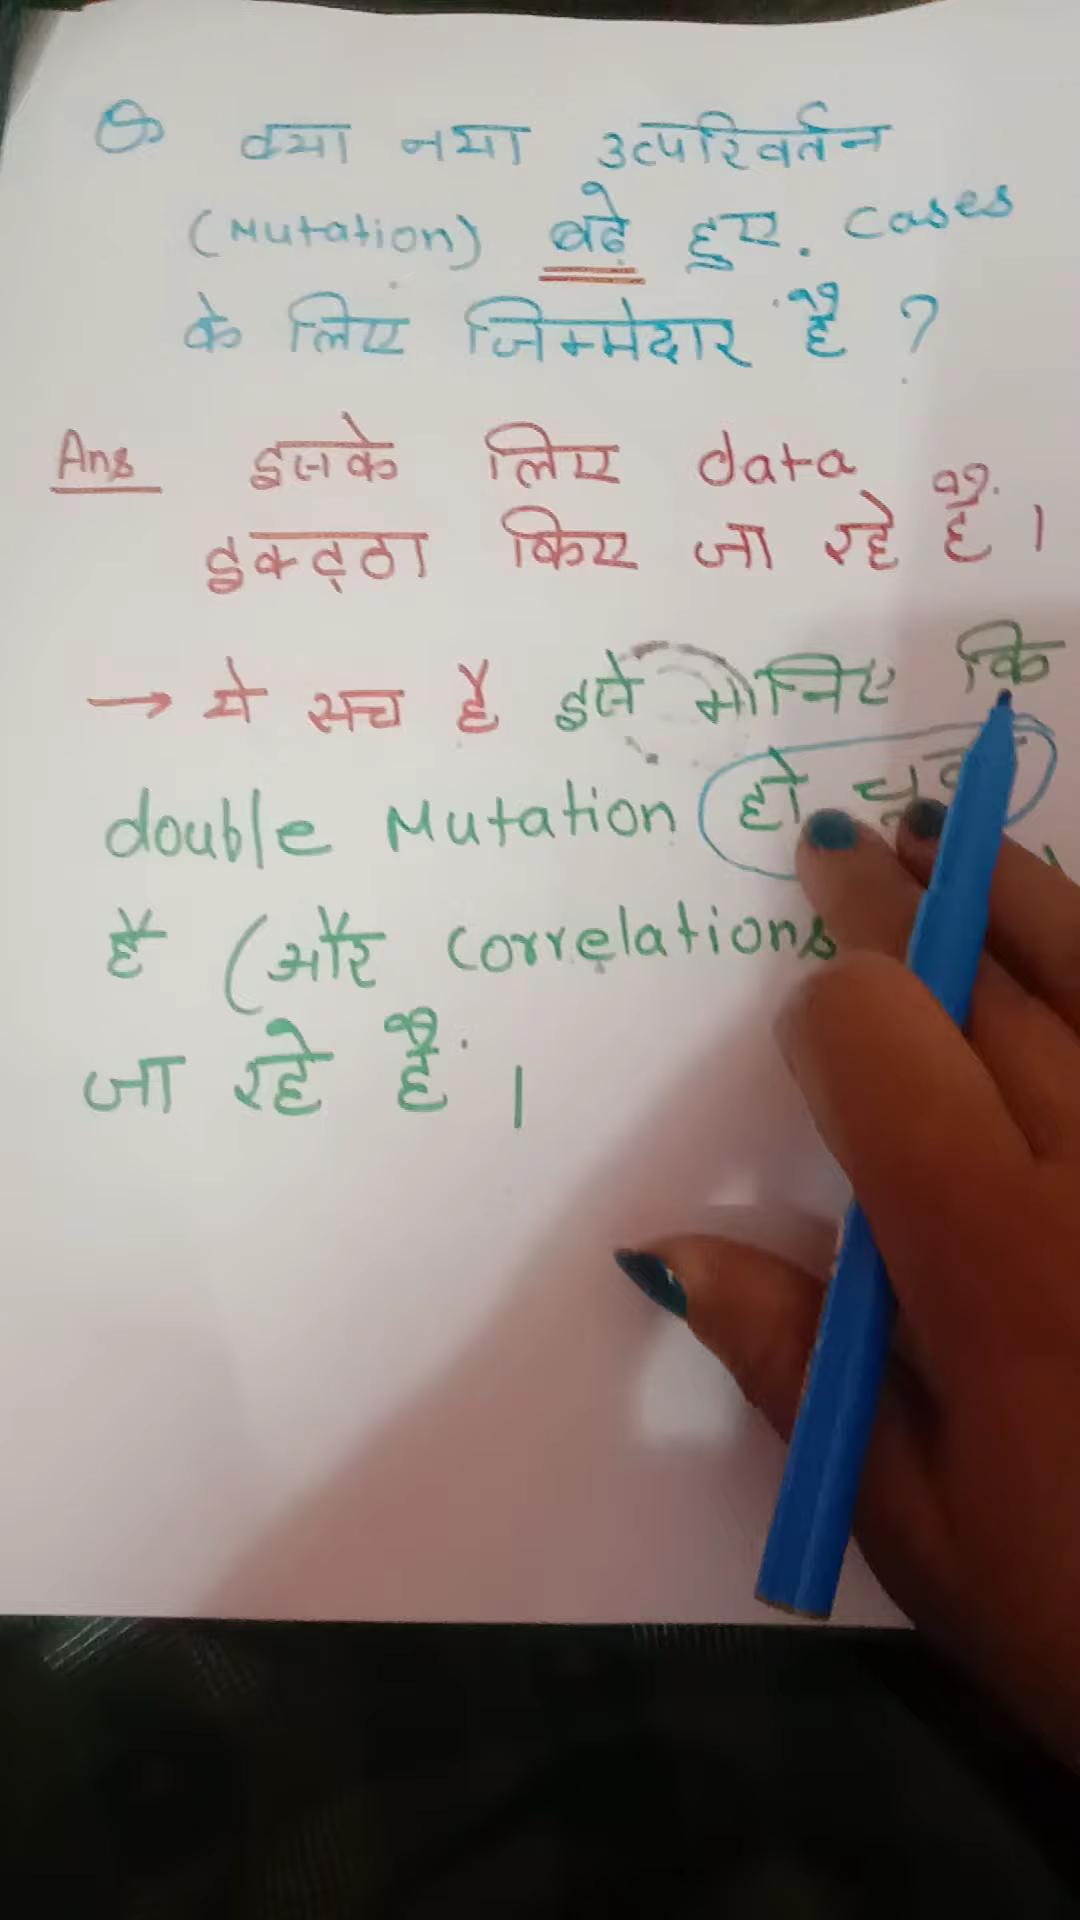 Q क्या नया उत्परिवर्तन
(Mutation) बढ़े हुए. cases
के लिए जिम्मेदार है ?
Ans इसके लिए data
इकट्ठा किए जा रहे है ।
→ ये सच है इसे मानिए कि
double Mutation हो
है (और correlations
जा रहे है ।